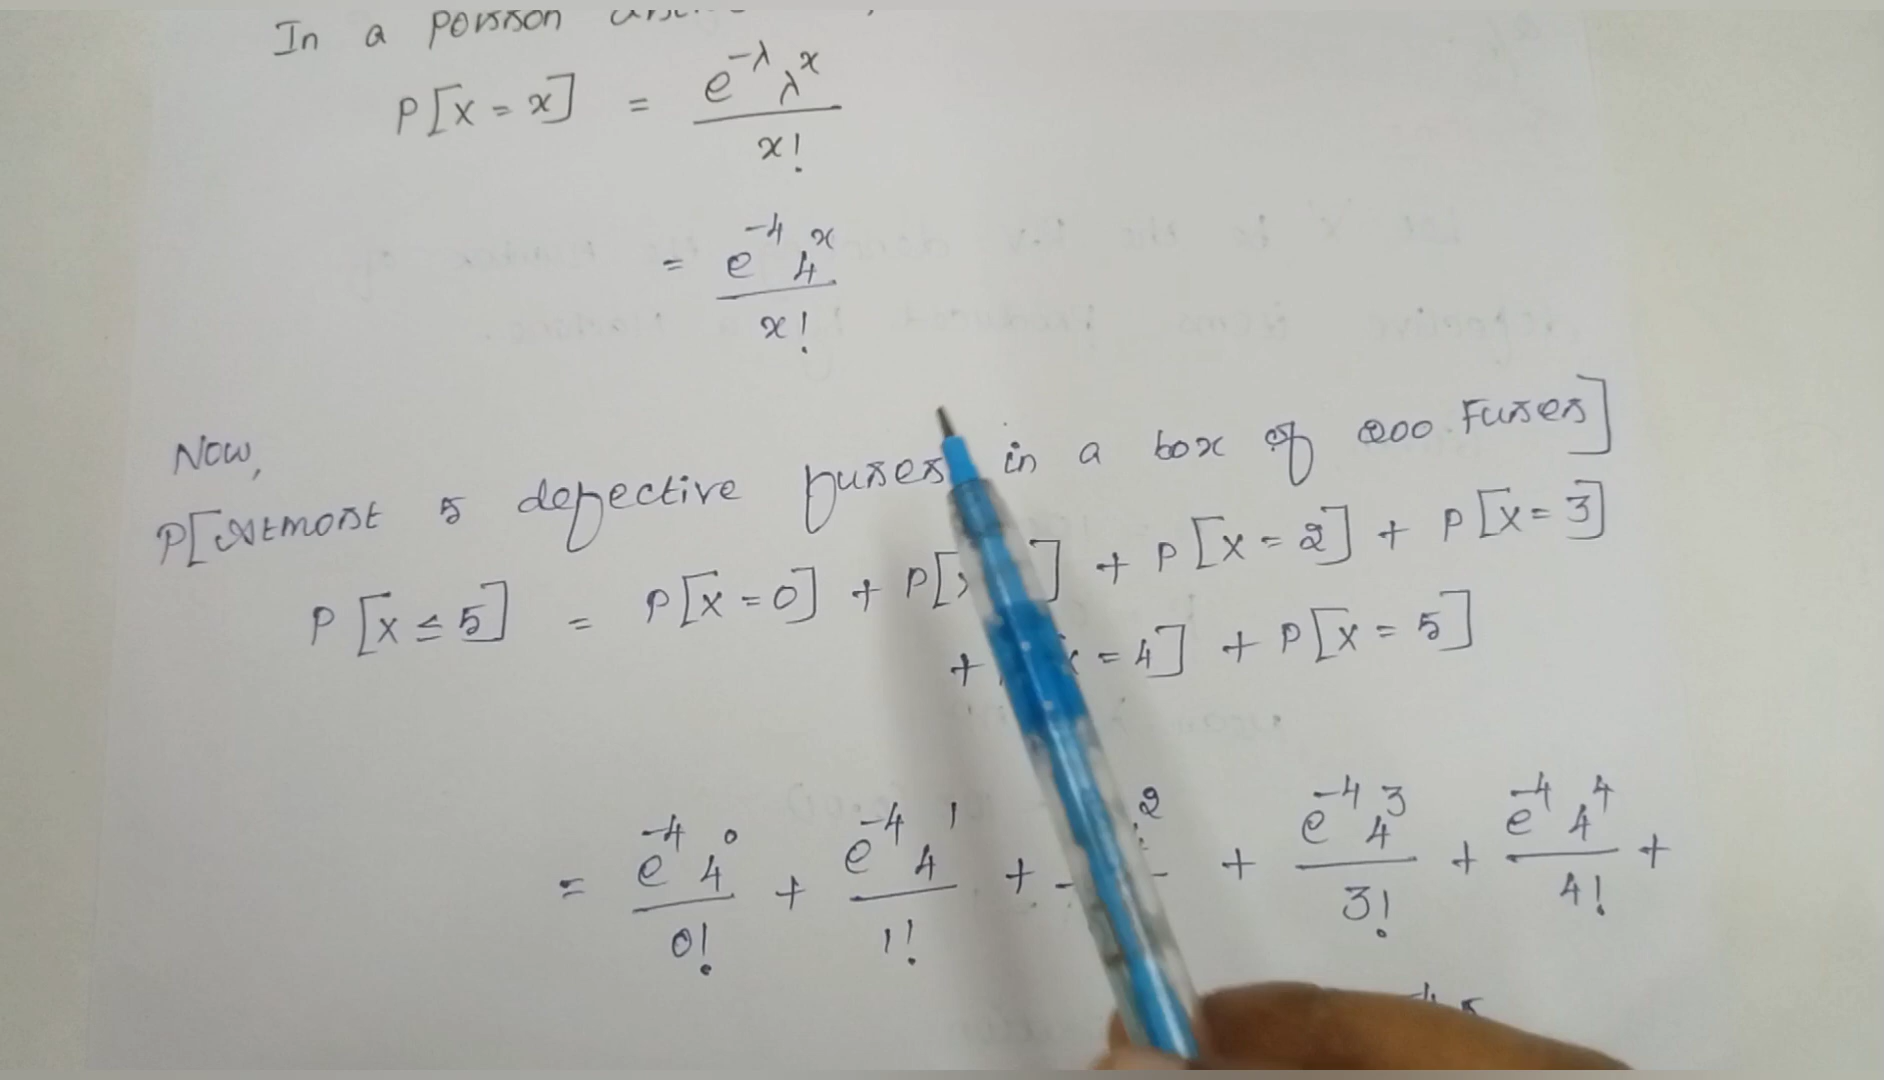 In a poisson
P[X = x] = e^-λ λ^x / x!
= e^-4 4^x / x!
Now,
P[Atmost 5 defective fuses in a box of 200 Fuses]
P[X ≤ 5] = P[X = 0] + P[ ] + P[X = 2] + P[X = 3]
+ = 4] + P[X = 5]
= e^-4 4^0 / 0! + e^-4 4^1 / 1! + 2 + e^-4 4^3 / 3! + e^-4 4^4 / 4! +